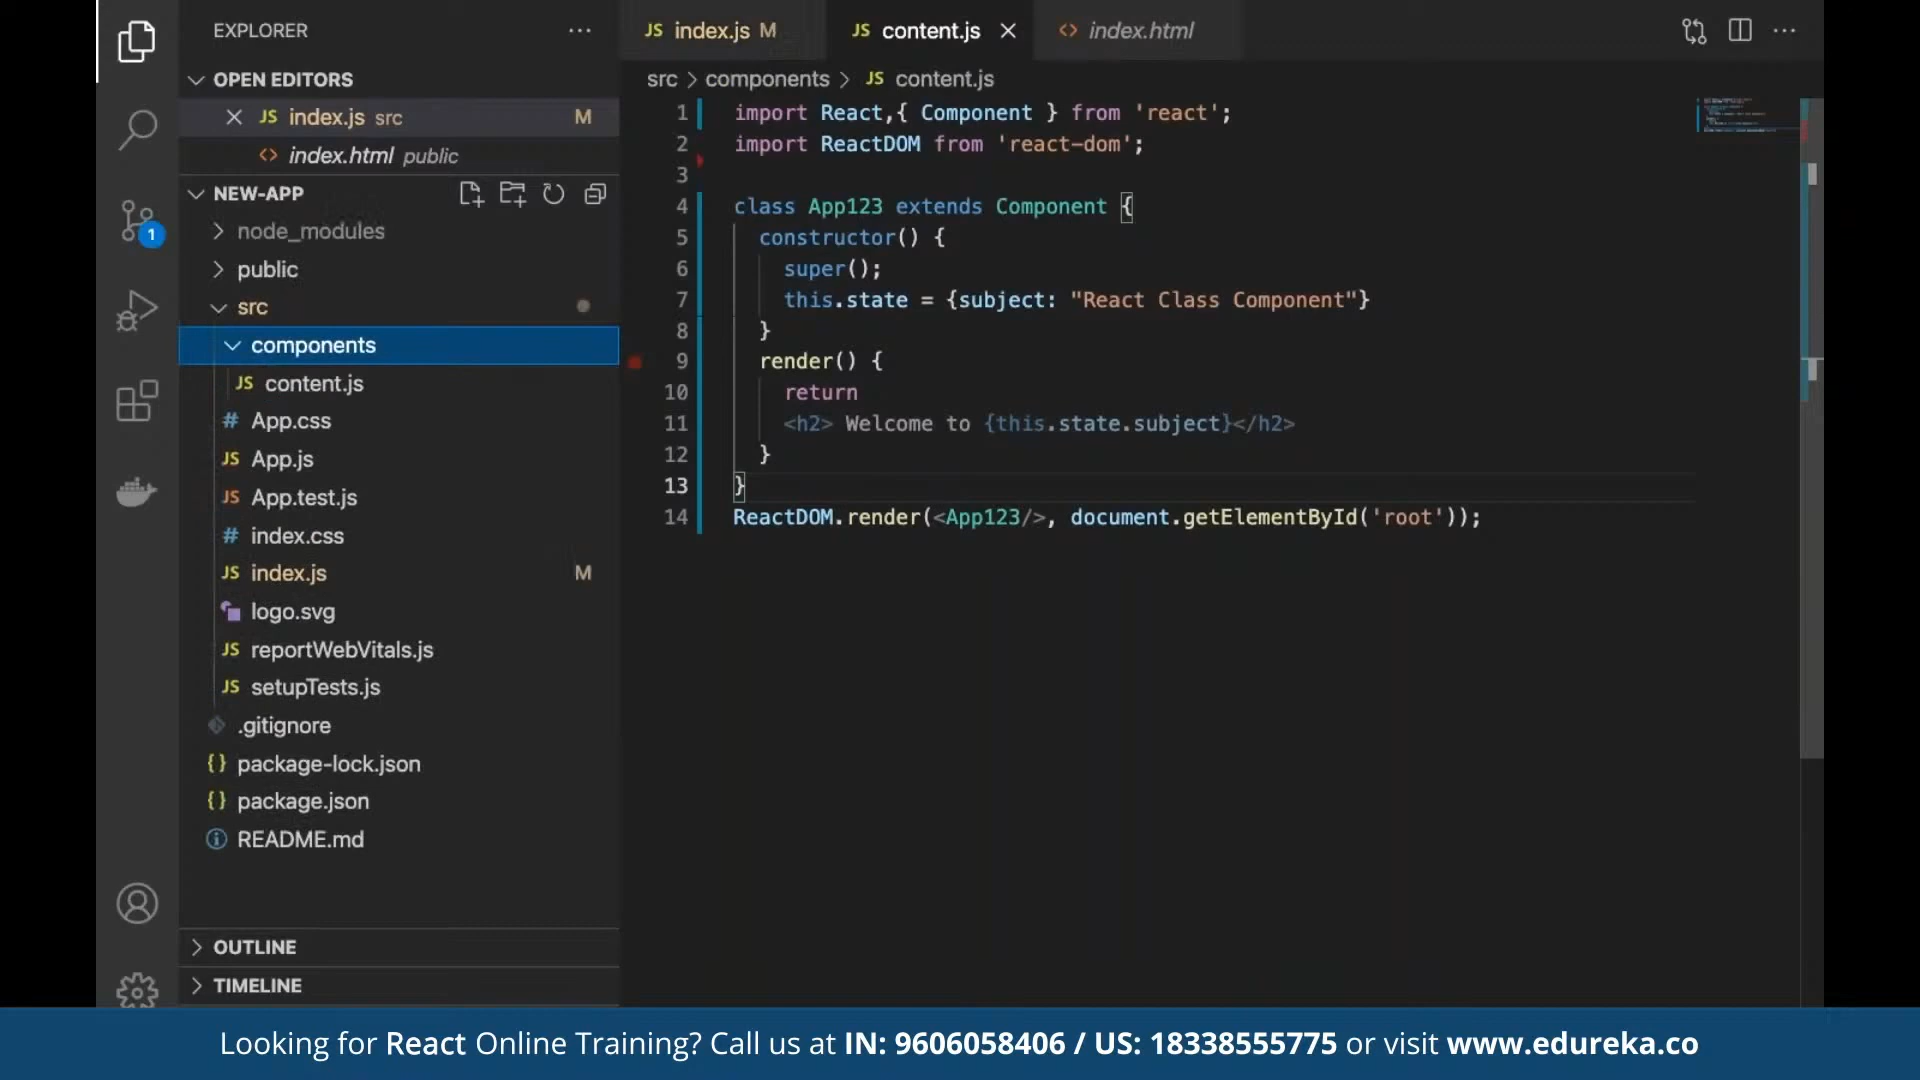 EXPLORER
OPEN EDITORS
JS index.js src M
<> index.html public
NEW-APP
node_modules
public
src
components
JS content.js
# App.css
JS App.js
JS App.test.js
# index.css
JS index.js M
logo.svg
JS reportWebVitals.js
JS setupTests.js
.gitignore
{} package-lock.json
{} package.json
README.md
OUTLINE
TIMELINE
1
JS index.js M
JS content.js
<> index.html
src > components > JS content.js
1 import React,{ Component } from 'react';
2 import ReactDOM from 'react-dom';
3
4 class App123 extends Component {
5 constructor() {
6 super();
7 this.state = {subject: "React Class Component"}
8 }
9 render() {
10 return
11 <h2> Welcome to {this.state.subject}</h2>
12 }
13 }
14 ReactDOM.render(<App123/>, document.getElementById('root'));
Looking for React Online Training? Call us at IN: 9606058406 / US: 18338555775 or visit www.edureka.co